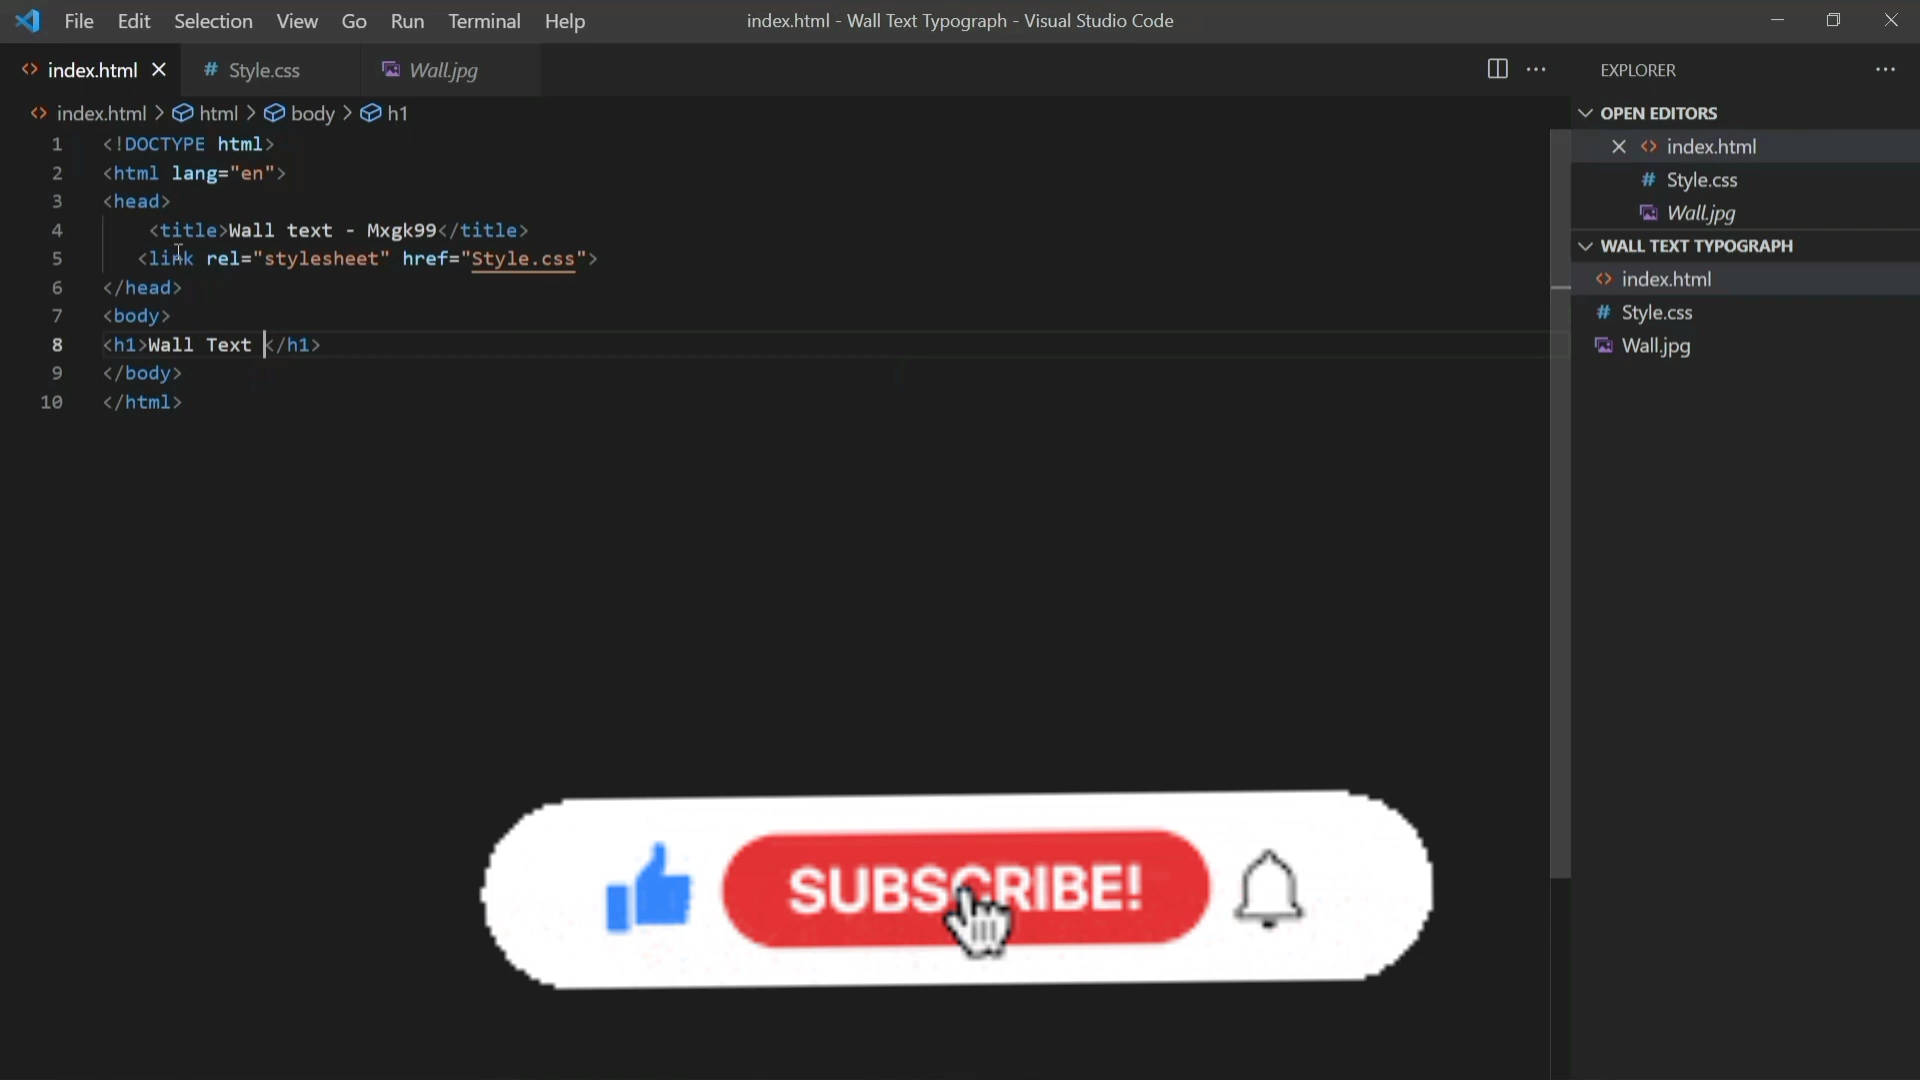 File Edit Selection View Go Run Terminal Help
index.html - Wall Text Typograph - Visual Studio Code
index.html
# Style.css
Wall.jpg
EXPLORER
index.html > html > body > h1
1 <!DOCTYPE html>
2 <html lang="en">
3 <head>
4 <title>Wall text - Mxgk99</title>
5 <link rel="stylesheet" href="Style.css">
6 </head>
7 <body>
8 <h1>Wall Text </h1>
9 </body>
10 </html>
OPEN EDITORS
index.html
# Style.css
Wall.jpg
WALL TEXT TYPOGRAPH
index.html
# Style.css
Wall.jpg
SUBSCRIBE!